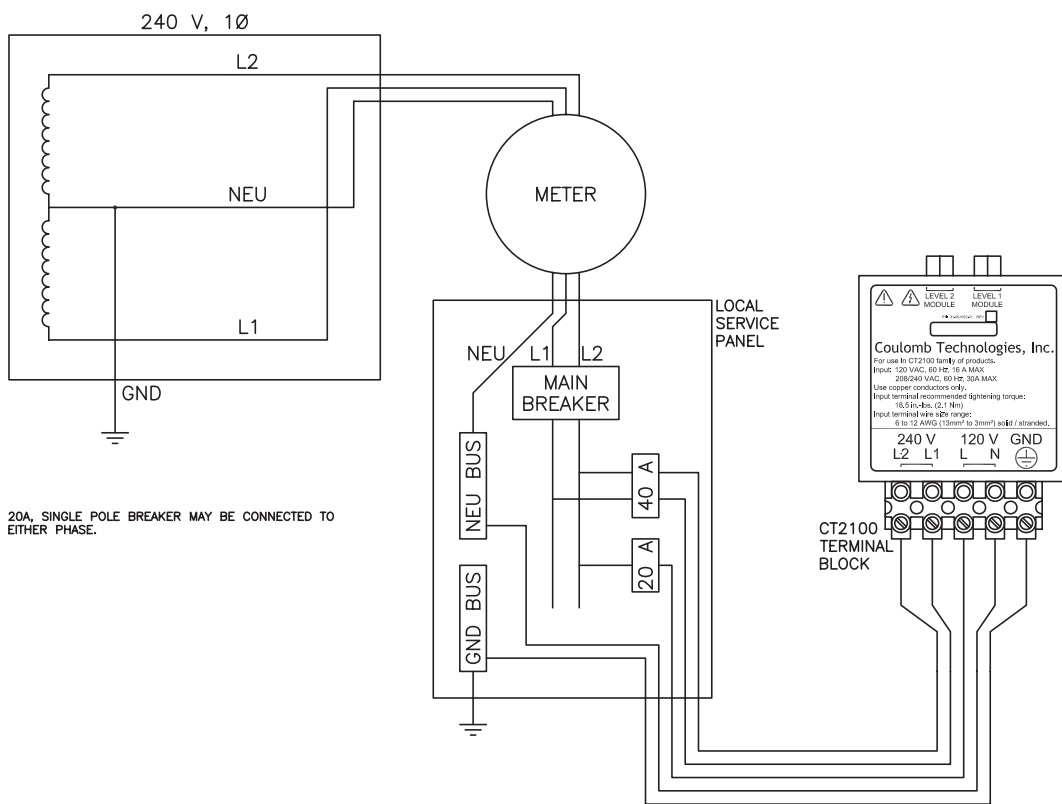 240 V, 1Ø
L2
NEU
L1
GND
METER
LOCAL
SERVICE
PANEL
NEU L1 L2
MAIN
BREAKER
NEU BUS
40 A
20 A
GND BUS
20A, SINGLE POLE BREAKER MAY BE CONNECTED TO
EITHER PHASE.
LEVEL 2 LEVEL 1
MODULE MODULE
Coulomb Technologies, Inc.
For use in CT2100 family of products.
Input: 120 VAC, 60 Hz, 16 A MAX
208/240 VAC, 60 Hz, 30A MAX
Use copper conductors only.
Input terminal recommended tightening torque:
18.5 in.-lbs. (2.1 Nm)
Input terminal wire size range:
6 to 12 AWG (13mm² to 3mm²) solid / stranded.
240 V 120 V GND
L2 L1 L N
CT2100
TERMINAL
BLOCK